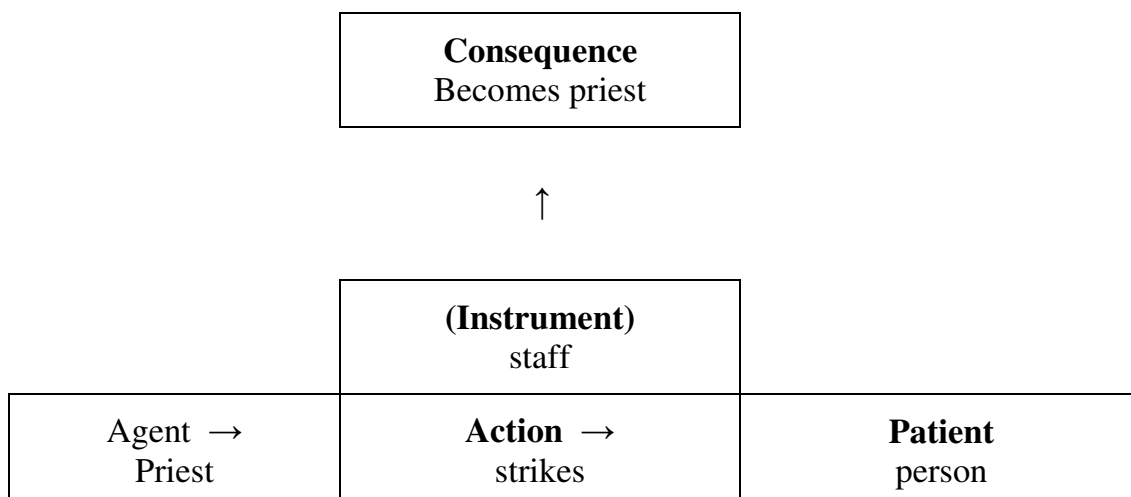 Consequence
Becomes priest
↑
(Instrument)
staff
Agent → Action → Patient
Priest strikes person